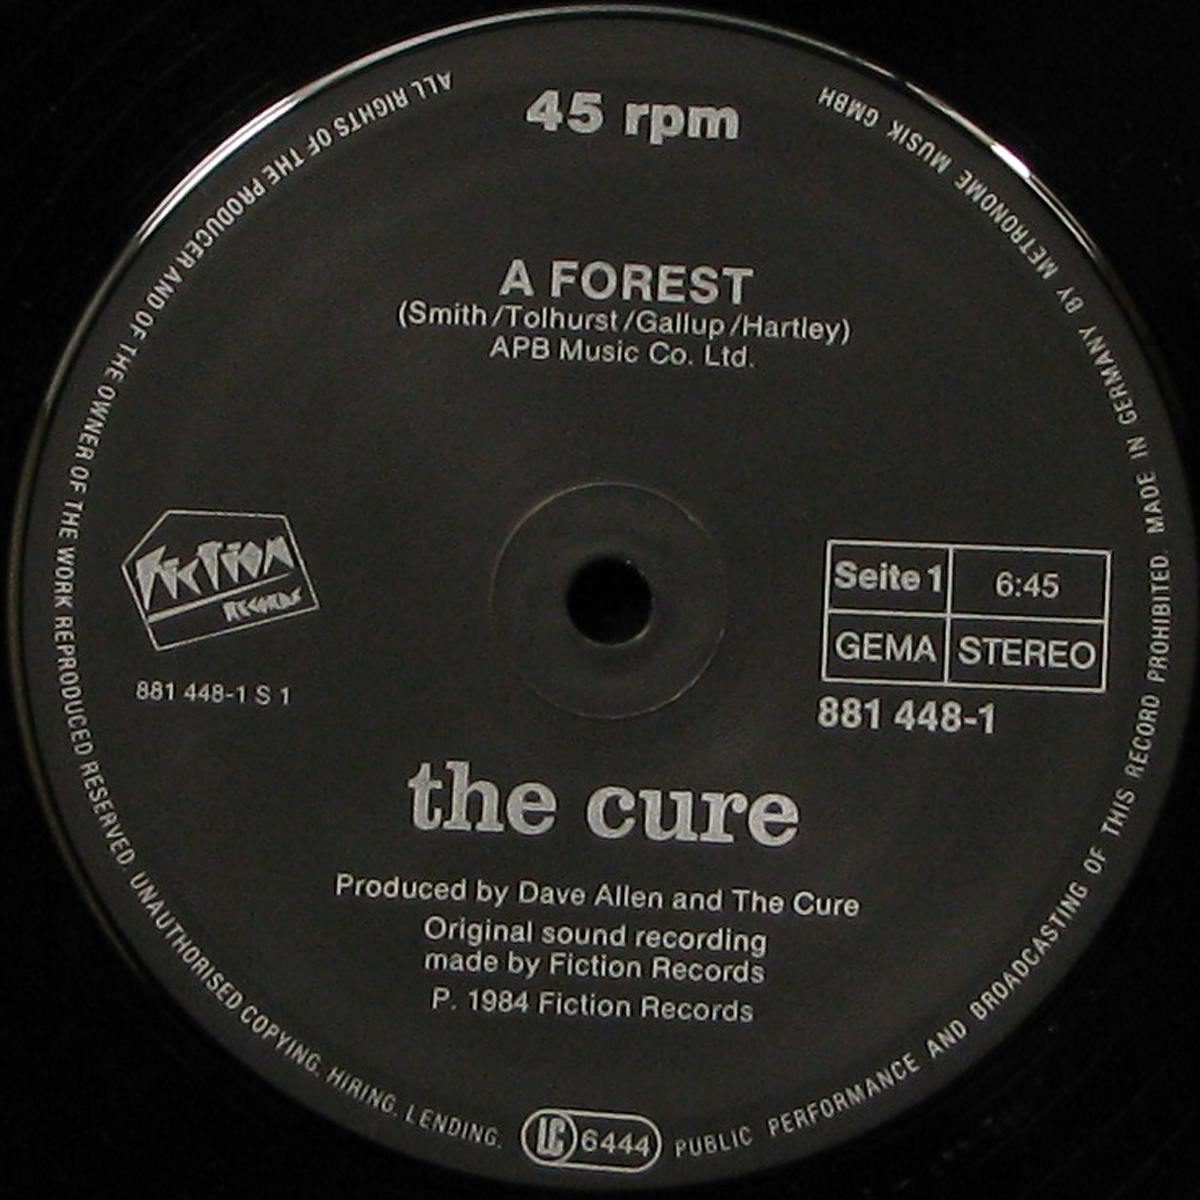 45 rpm
A FOREST
(Smith/Tolhurst/Gallup/Hartley)
APB Music Co. Ltd.
Fiction
Records
881 448-1 S 1
Seite 1
6:45
GEMA
STEREO
881 448-1
the cure
Produced by Dave Allen and The Cure
Original sound recording
made by Fiction Records
P. 1984 Fiction Records
ALL RIGHTS OF THE PRODUCER AND OF THE OWNER OF THE WORK REPRODUCED RESERVED. UNAUTHORISED COPYING. HIRING. LENDING. LC 6444 PUBLIC PERFORMANCE AND BROADCASTING OF THIS RECORD PROHIBITED. MADE IN GERMANY BY METRONOME MUSIK GMBH